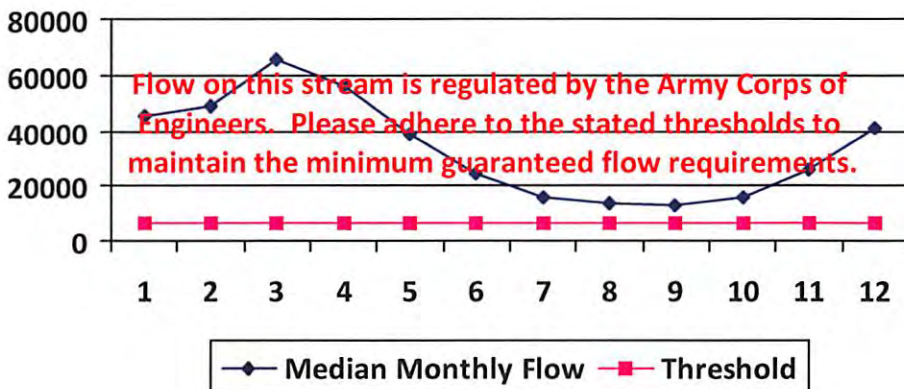 80000
60000
40000
20000
0
Flow on this stream is regulated by the Army Corps of
Engineers. Please adhere to the stated thresholds to
maintain the minimum guaranteed flow requirements.
1 2 3 4 5 6 7 8 9 10 11 12
Median Monthly Flow Threshold